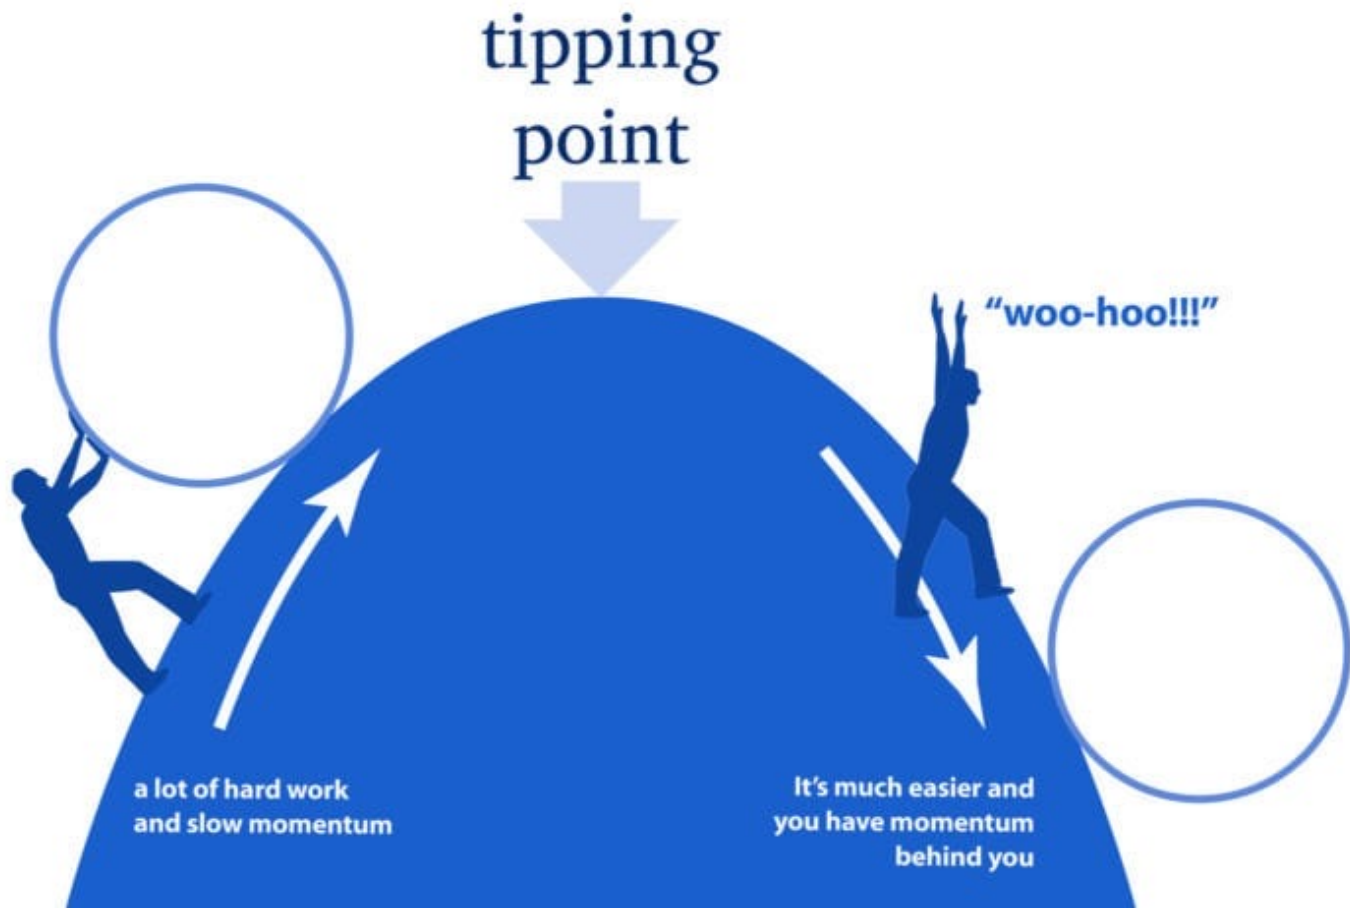 tipping
point
“woo-hoo!!!”
a lot of hard work
and slow momentum
It’s much easier and
you have momentum
behind you